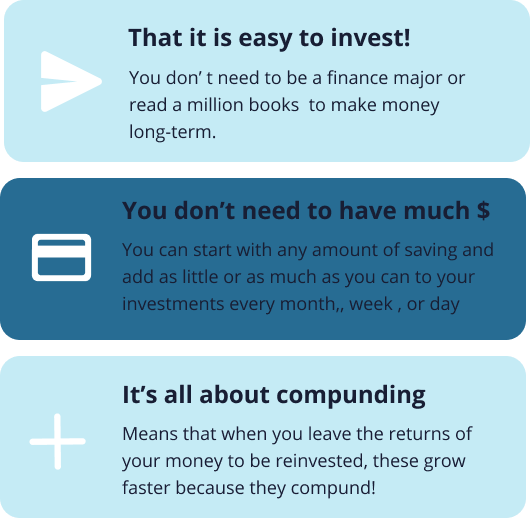 That it is easy to invest!
You don’ t need to be a finance major or
read a million books  to make money
long-term.
You don’t need to have much $
You can start with any amount of saving and
add as little or as much as you can to your
investments every month,, week , or day
It’s all about compunding
Means that when you leave the returns of
your money to be reinvested, these grow
faster because they compund!